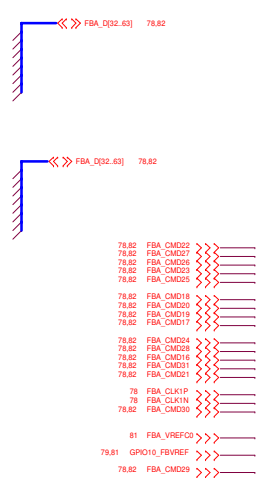 FBA_D[32..63] 78,82
FBA_D[32..63] 78,82
78,82 FBA_CMD22
78,82 FBA_CMD27
78,82 FBA_CMD26
78,82 FBA_CMD23
78,82 FBA_CMD25
78,82 FBA_CMD18
78,82 FBA_CMD20
78,82 FBA_CMD19
78,82 FBA_CMD17
78,82 FBA_CMD24
78,82 FBA_CMD28
78,82 FBA_CMD16
78,82 FBA_CMD31
78,82 FBA_CMD21
78 FBA_CLK1P
78 FBA_CLK1N
78,82 FBA_CMD30
81 FBA_VREFC0
79,81 GPIO10_FBVREF
78,82 FBA_CMD29